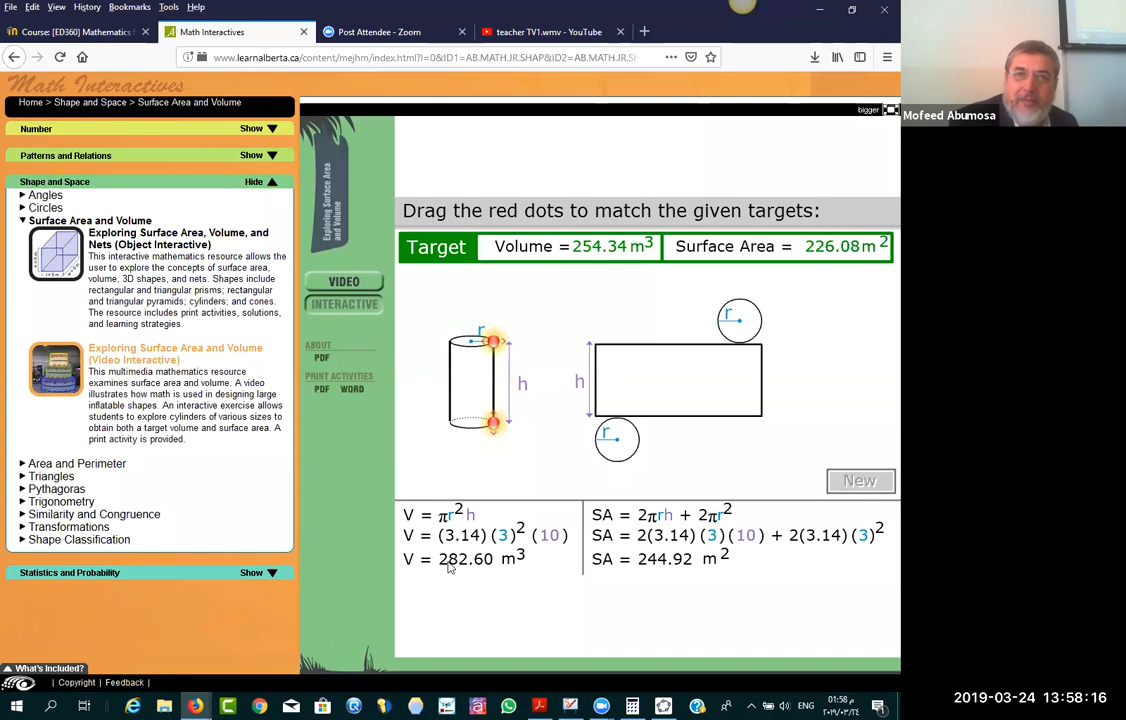 File Edit View History Bookmarks Tools Help
Course: [ED360] Mathematics f
Math Interactives
Post Attendee - Zoom
teacher TV1.wmv - YouTube
www.learnalberta.ca/content/mejhm/index.html?l=0&ID1=AB.MATH.JR.SHAP&ID2=AB.MATH.JR.SH
Math Interactives
Home > Shape and Space > Surface Area and Volume
Number Show
Patterns and Relations Show
Shape and Space Hide
Angles
Circles
Surface Area and Volume
Exploring Surface Area, Volume, and
Nets (Object Interactive)
This interactive mathematics resource allows the
user to explore the concepts of surface area,
volume, 3D shapes, and nets. Shapes include
rectangular and triangular prisms; rectangular
and triangular pyramids; cylinders; and cones.
The resource includes print activities, solutions,
and learning strategies.
Exploring Surface Area and Volume
(Video Interactive)
This multimedia mathematics resource
examines surface area and volume. A video
illustrates how math is used in designing large
inflatable shapes. An interactive exercise allows
students to explore cylinders of various sizes to
obtain both a target volume and surface area. A
print activity is provided.
Area and Perimeter
Triangles
Pythagoras
Trigonometry
Similarity and Congruence
Transformations
Shape Classification
Statistics and Probability Show
What's Included?
| Copyright | Feedback |
bigger
Exploring Surface Area
and Volume
VIDEO
INTERACTIVE
ABOUT
PDF
PRINT ACTIVITIES
PDF WORD
Drag the red dots to match the given targets:
Target Volume = 254.34 m3 Surface Area = 226.08 m2
r
h
r
h
r
New
V = πr2h
V = (3.14) (3)2 (10)
V = 282.60 m3
SA = 2πrh + 2πr2
SA = 2(3.14) (3) (10) + 2(3.14) (3)2
SA = 244.92 m2
Mofeed Abumosa
ENG
01:58 م
٢٠١٩/٠٣/٢٤
2019-03-24 13:58:16